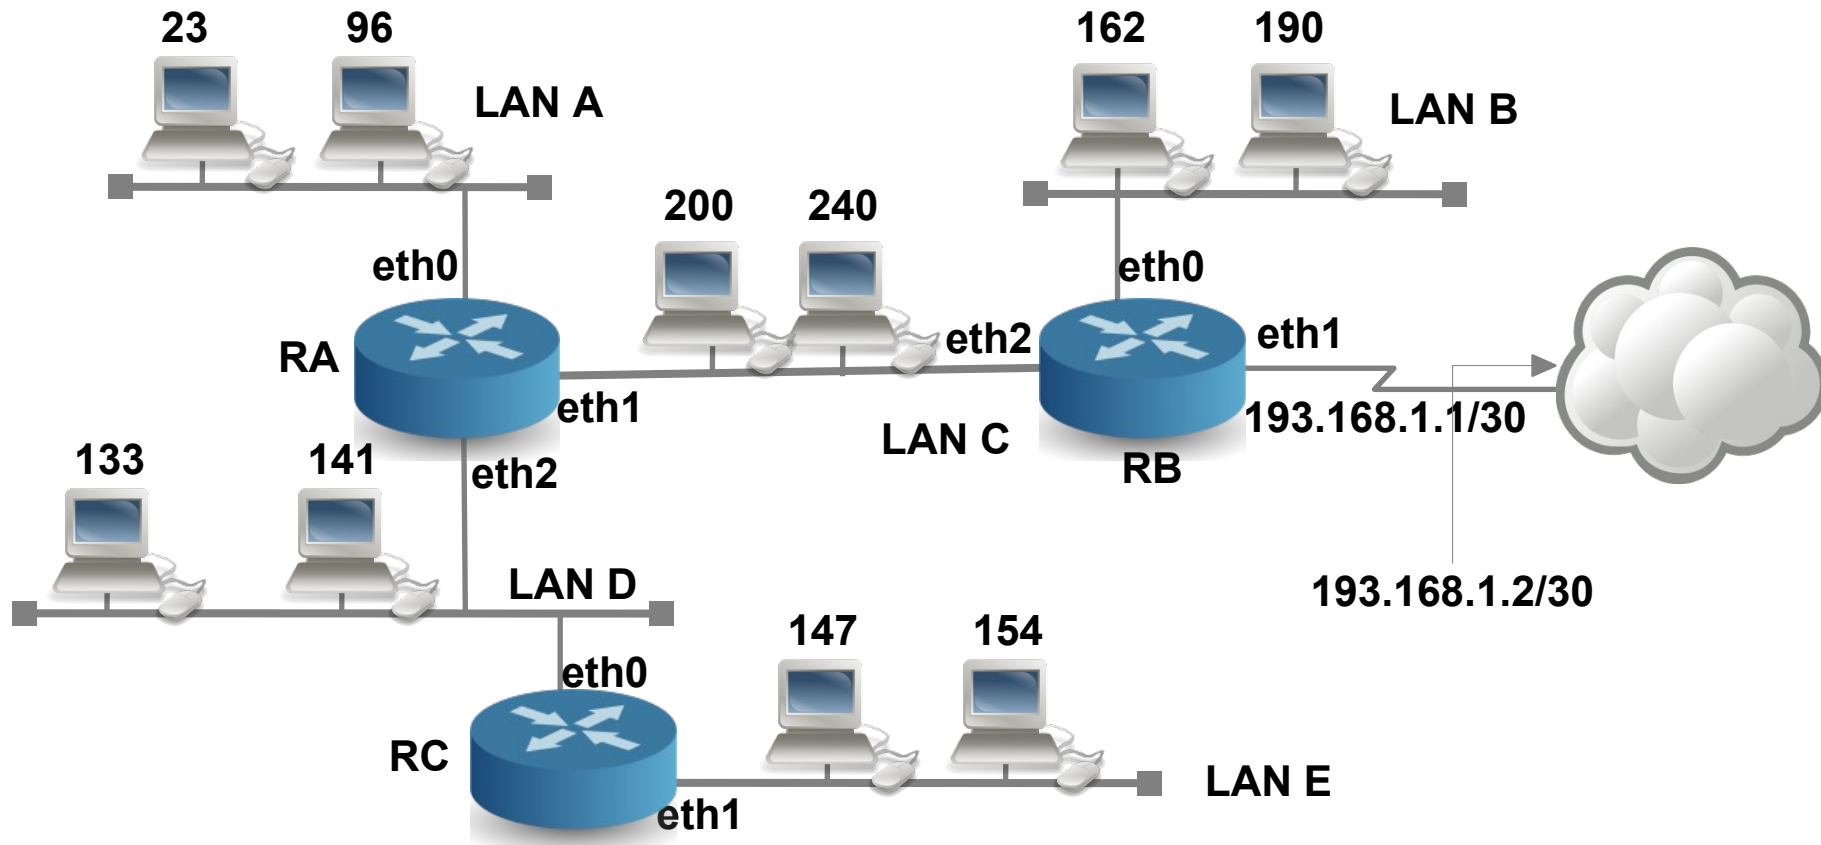 23 96
LAN A
162 190
LAN B
200 240
eth0
eth0
RA
eth2
eth1
eth1
193.168.1.1/30
LAN C
RB
133 141
eth2
LAN D
193.168.1.2/30
147 154
eth0
RC
LAN E
eth1